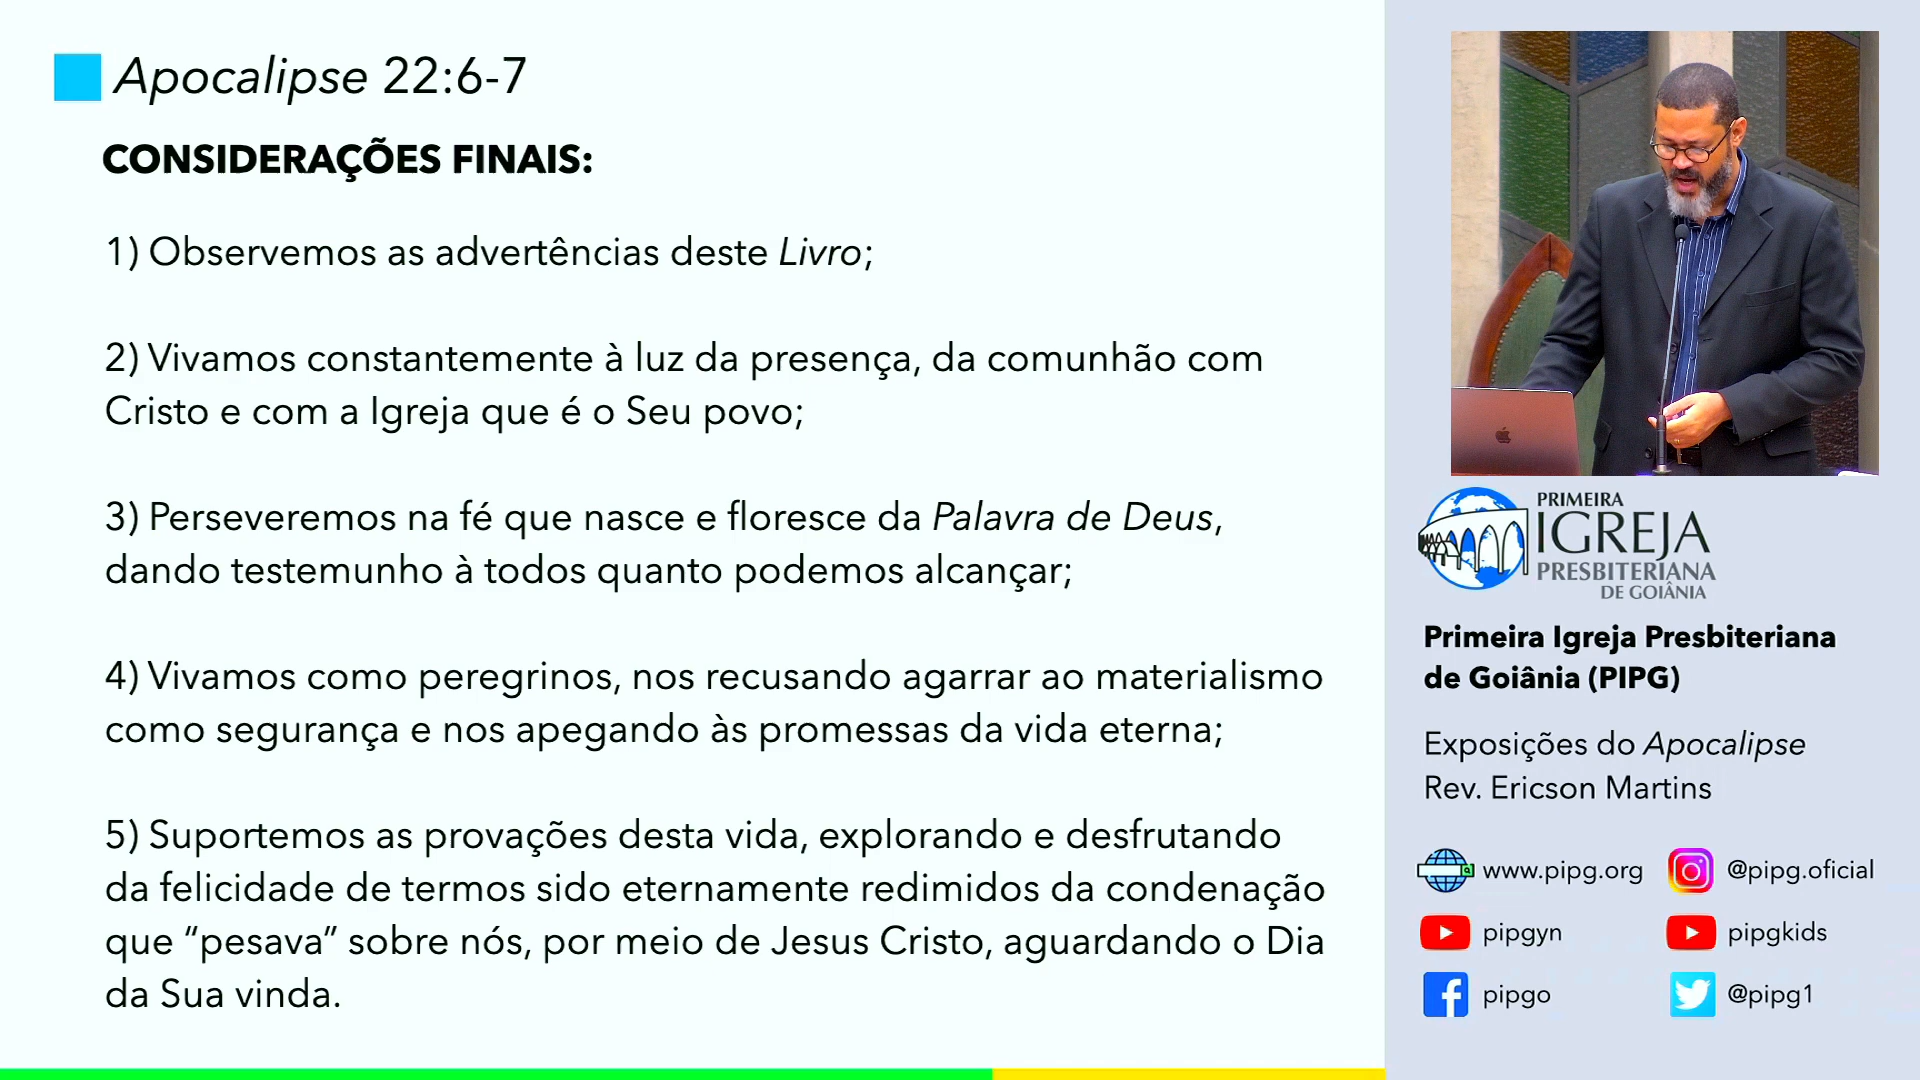 Apocalipse 22:6-7
CONSIDERAÇÕES FINAIS:
1) Observemos as advertências deste Livro;
2) Vivamos constantemente à luz da presença, da comunhão com
Cristo e com a Igreja que é o Seu povo;
3) Perseveremos na fé que nasce e floresce da Palavra de Deus,
dando testemunho à todos quanto podemos alcançar;
4) Vivamos como peregrinos, nos recusando agarrar ao materialismo
como segurança e nos apegando às promessas da vida eterna;
5) Suportemos as provações desta vida, explorando e desfrutando
da felicidade de termos sido eternamente redimidos da condenação
que “pesava” sobre nós, por meio de Jesus Cristo, aguardando o Dia
da Sua vinda.
PRIMEIRA
IGREJA
PRESBITERIANA
DE GOIÂNIA
Primeira Igreja Presbiteriana
de Goiânia (PIPG)
Exposições do Apocalipse
Rev. Ericson Martins
www.pipg.org
@pipg.oficial
pipgyn
pipgkids
pipgo
@pipg1